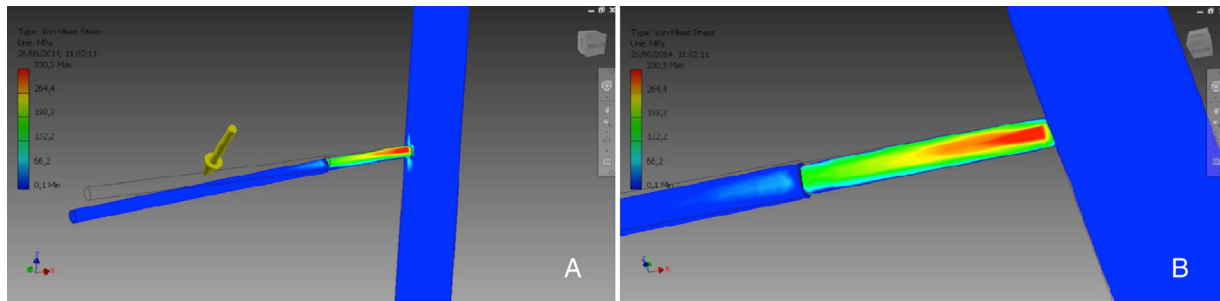 Type: Von Mises Stress
Unit: MPa
26/08/2014, 11:02:11
330,5 Max
264,4
198,3
132,2
66,2
0,1 Min
Z
X
A
Type: Von Mises Stress
Unit: MPa
26/08/2014, 11:02:11
330,5 Max
264,4
198,3
132,2
66,2
0,1 Min
Z
X
B